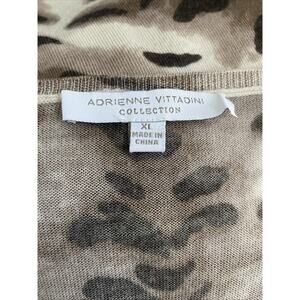 ADRIENNE VITTADINI
COLLECTION
XL
MADE IN
CHINA